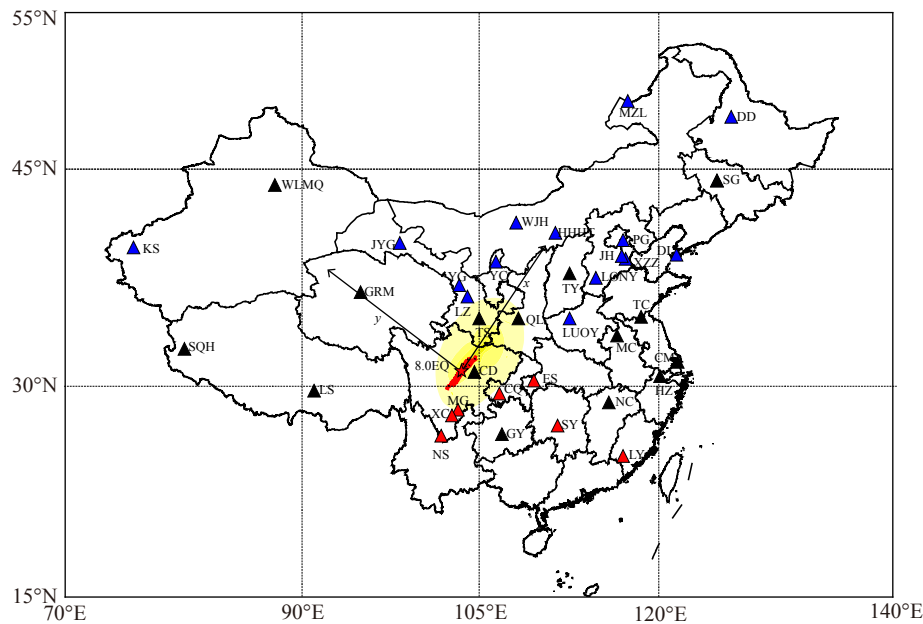 55°N
MZL
DD
45°N
WLMQ
SG
WJH
HHHT
KS
JYG
PG
DL
JH
XZZ
YG
YC
x
TY
LONY
GRM
LZ
TC
y
TS
QL
LUOY
MC
SQH
CM
8.0EQ
CD
ES
30°N
LS
CQ
HZ
MG
NC
XC
SY
GY
NS
LY
15°N
70°E
90°E
105°E
120°E
140°E